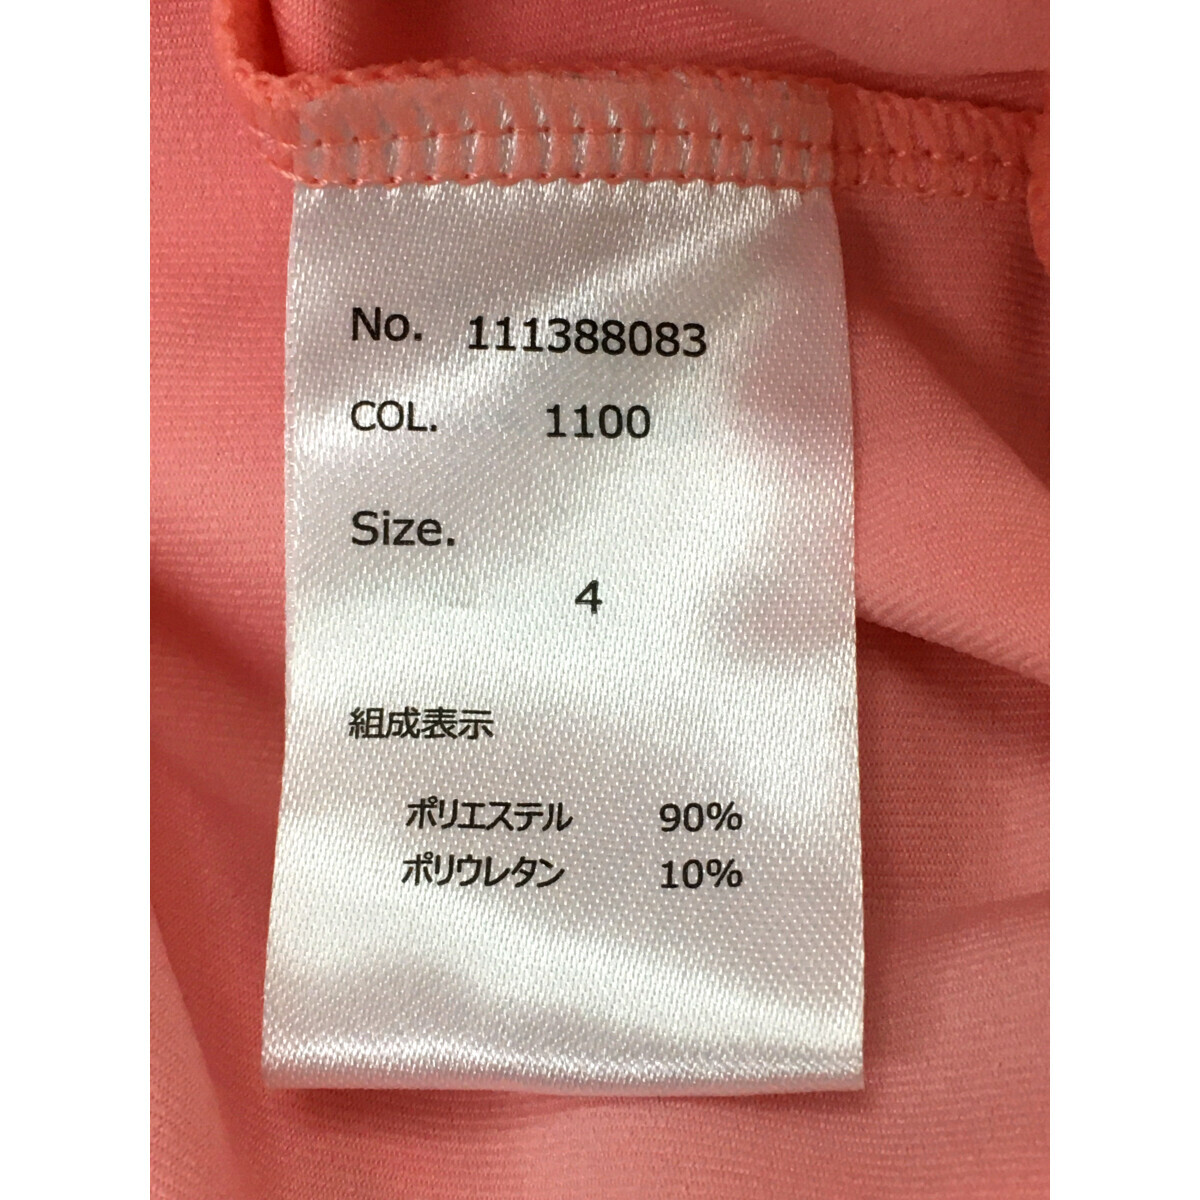 No. 111388083
COL. 1100
Size.
4
組成表示
ポリエステル 90%
ポリウレタン 10%